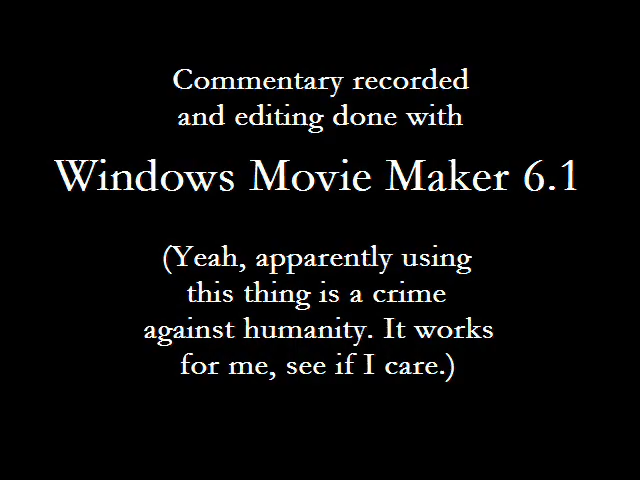 Commentary recorded
and editing done with
Windows Movie Maker 6.1
(Yeah, apparently using
this thing is a crime
against humanity. It works
for me, see if I care.)